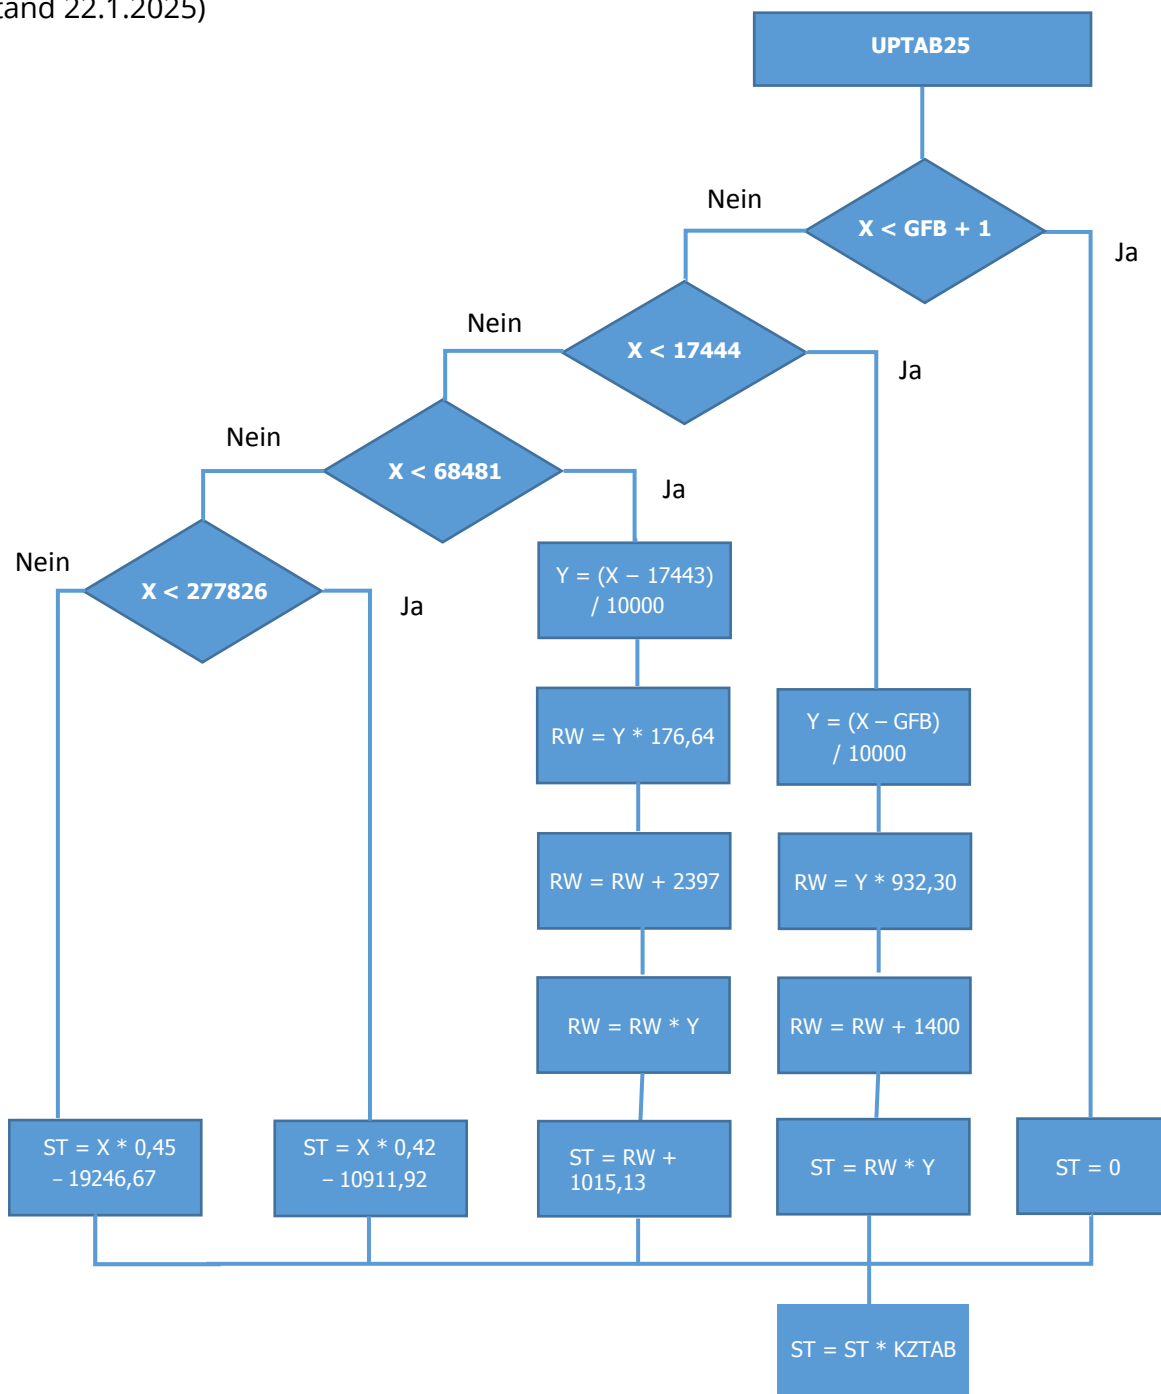 tand 22.1.2025)
UPTAB25
X < GFB + 1
Nein
Ja
X < 17444
Nein
Ja
X < 68481
Nein
Ja
X < 277826
Nein
Ja
Y = (X – 17443)
/ 10000
RW = Y * 176,64
RW = RW + 2397
RW = RW * Y
ST = RW +
1015,13
Y = (X – GFB)
/ 10000
RW = Y * 932,30
RW = RW + 1400
ST = RW * Y
ST = X * 0,45
– 19246,67
ST = X * 0,42
– 10911,92
ST = 0
ST = ST * KZTAB